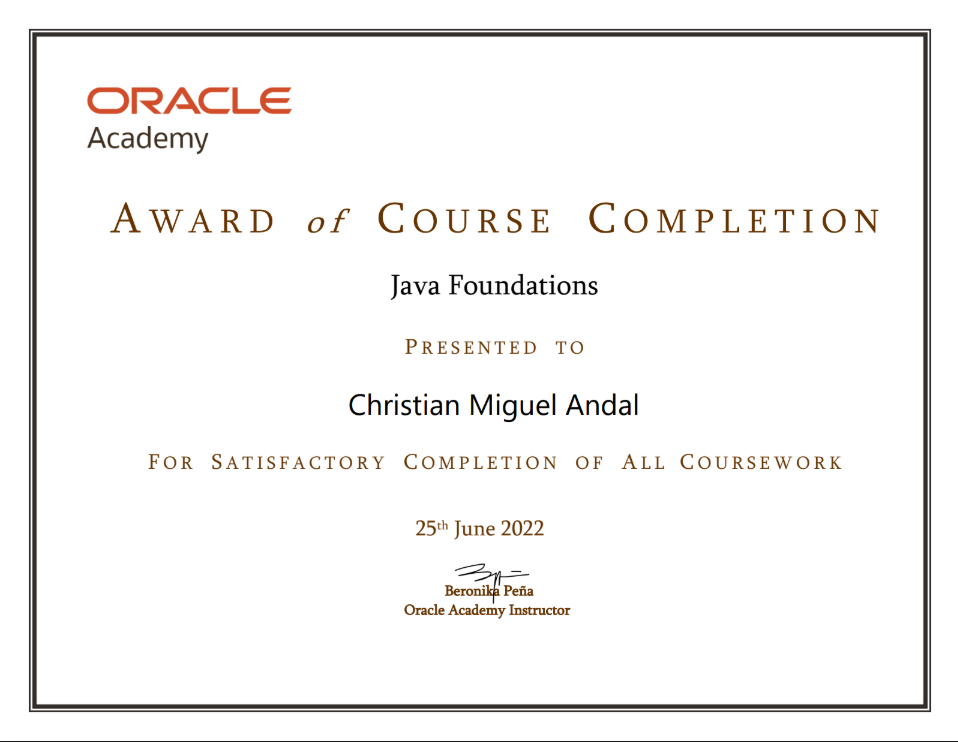 ORACLE
Academy
AWARD of COURSE COMPLETION
Java Foundations
PRESENTED TO
Christian Miguel Andal
FOR SATISFACTORY COMPLETION OF ALL COURSEWORK
25th June 2022
Beronika Peña
Oracle Academy Instructor